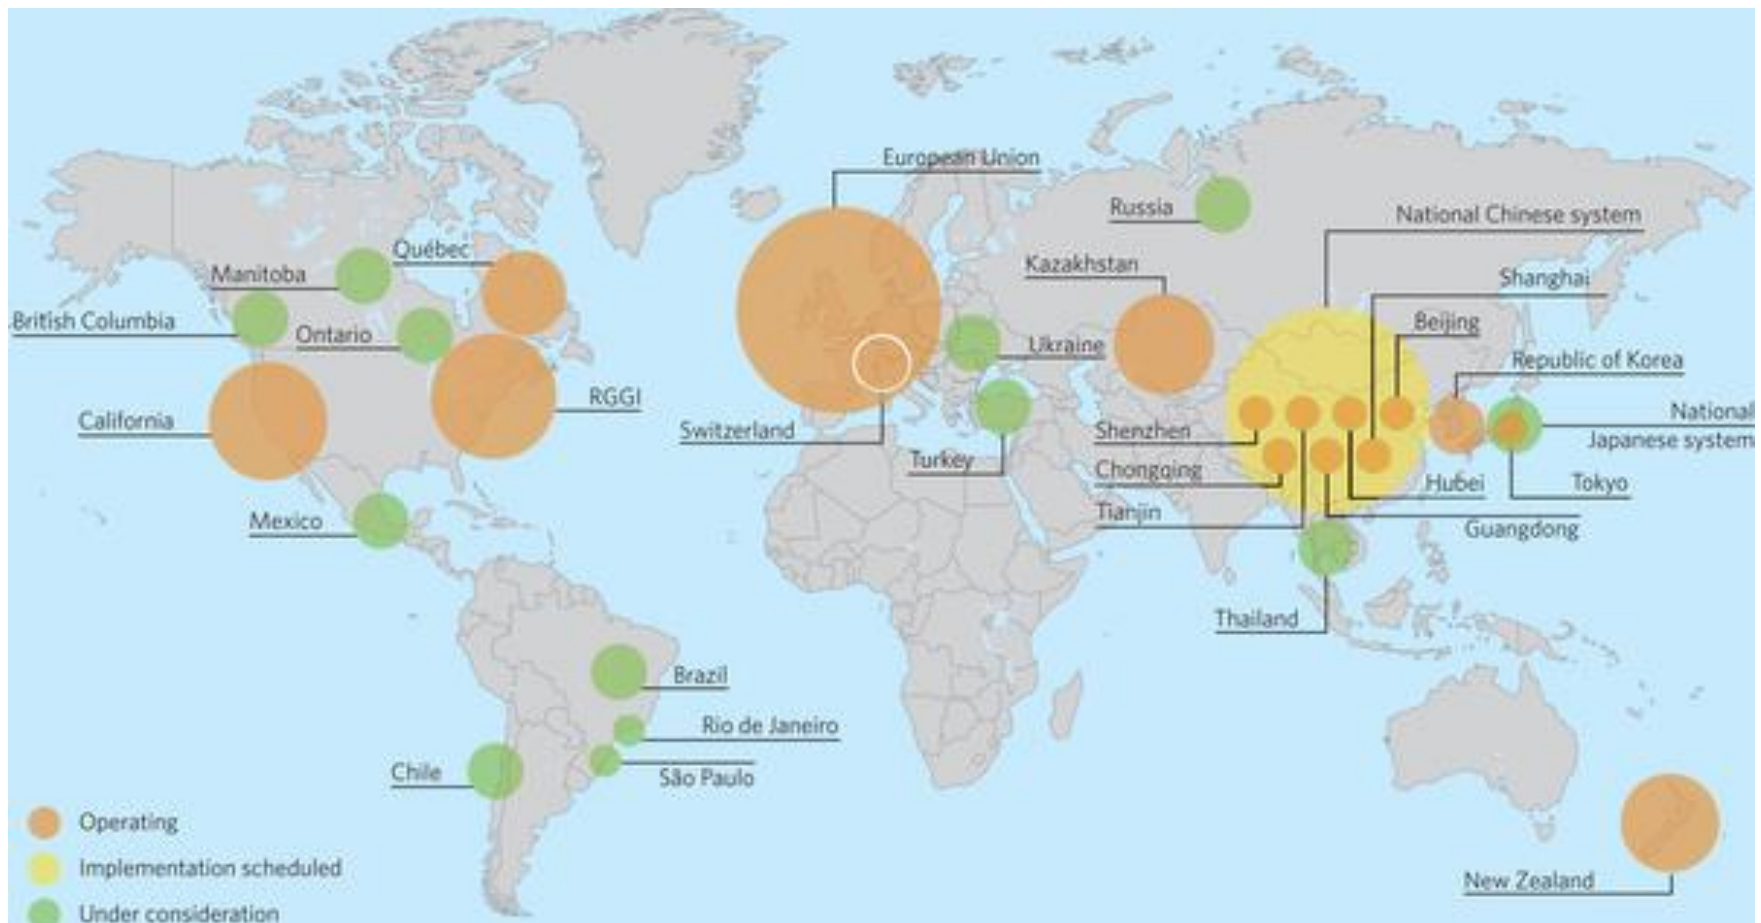 European Union
Russia
National Chinese system
Québec
Kazakhstan
Manitoba
Shanghai
British Columbia
Beijing
Ontario
Ukraine
Republic of Korea
RGGI
California
Switzerland
Shenzhen
National
Japanese system
Turkey
Chongqing
Hubei
Tokyo
Mexico
Tianjin
Guangdong
Thailand
Brazil
Rio de Janeiro
Chile
São Paulo
Operating
Implementation scheduled
New Zealand
Under consideration